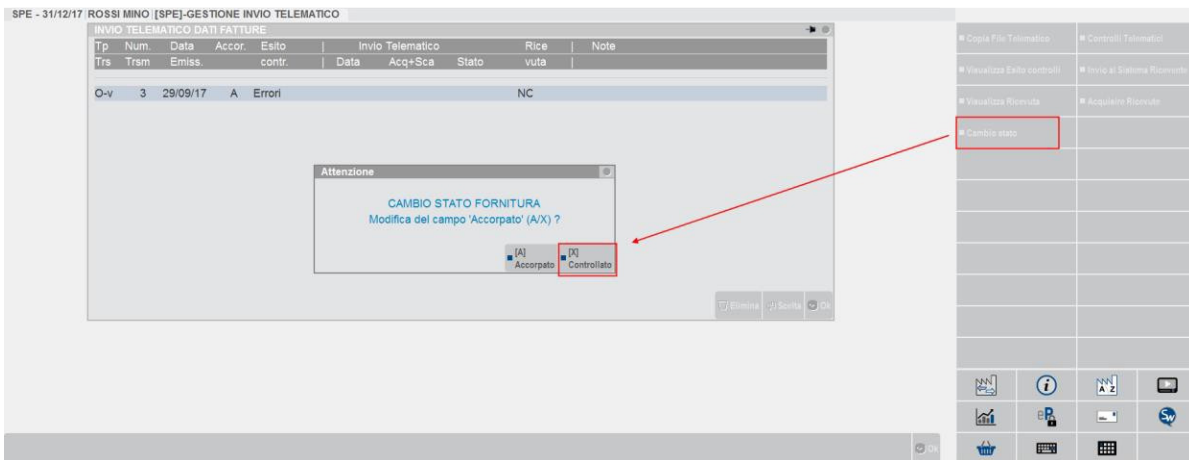 SPE - 31/12/17 ROSSI MINO [SPE]-GESTIONE INVIO TELEMATICO
INVIO TELEMATICO DATI FATTURE
Tp Num. Data Accor. Esito | Invio Telematico Rice | Note
Trs Trsm Emiss. contr. | Data Acq+Sca Stato vuta |
O-v 3 29/09/17 A Errori NC
Attenzione
CAMBIO STATO FORNITURA
Modifica del campo 'Accorpato' (A/X) ?
[A] Accorpato
[X] Controllato
Elimina Scelta Ok
Copia File Telematico Controlli Telematici
Visualizza Esito controlli Invio al Sistema Ricevente
Visualizza Ricevuta Acquisire Ricevute
Cambio stato
i A Z
eP Sw
Ok